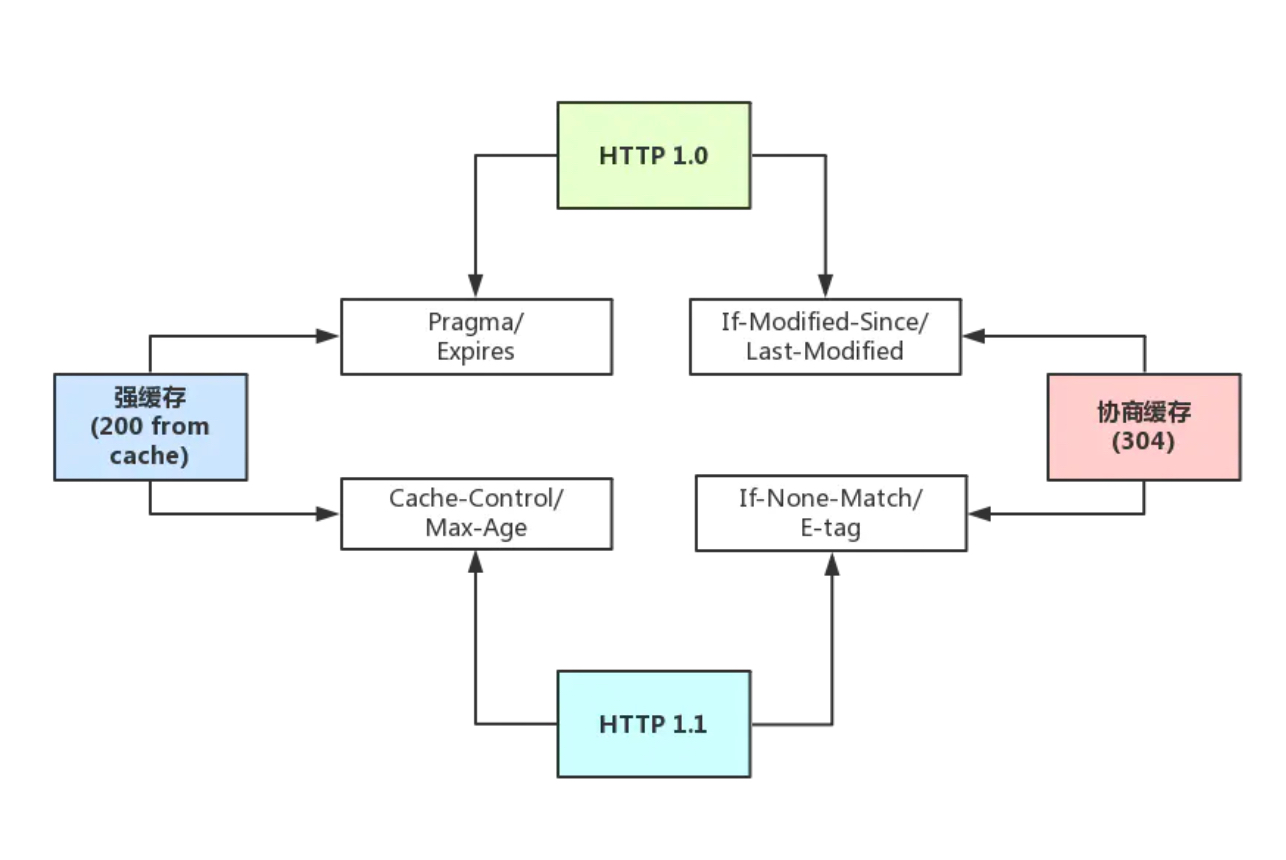 HTTP 1.0
Pragma/
Expires
If-Modified-Since/
Last-Modified
强缓存
(200 from
cache)
协商缓存
(304)
Cache-Control/
Max-Age
If-None-Match/
E-tag
HTTP 1.1